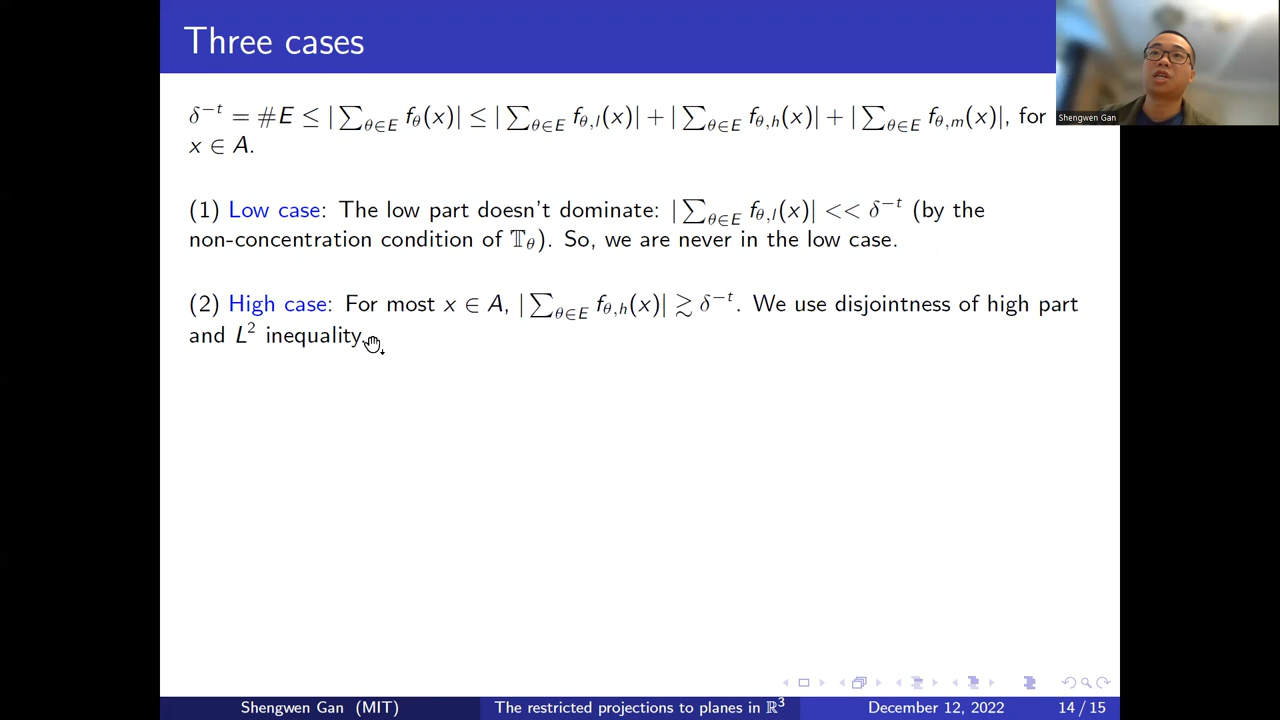 Three cases
Shengwen Gan
δ^{−t} = #E ≤ |∑_{θ∈E} f_θ(x)| ≤ |∑_{θ∈E} f_{θ,l}(x)| + |∑_{θ∈E} f_{θ,h}(x)| + |∑_{θ∈E} f_{θ,m}(x)|, for
x ∈ A.
(1) Low case: The low part doesn't dominate: |∑_{θ∈E} f_{θ,l}(x)| << δ^{−t} (by the
non-concentration condition of 𝕋_θ). So, we are never in the low case.
(2) High case: For most x ∈ A, |∑_{θ∈E} f_{θ,h}(x)| ≳ δ^{−t}. We use disjointness of high part
and L² inequality.
Shengwen Gan (MIT) The restricted projections to planes in ℝ³ December 12, 2022 14 / 15